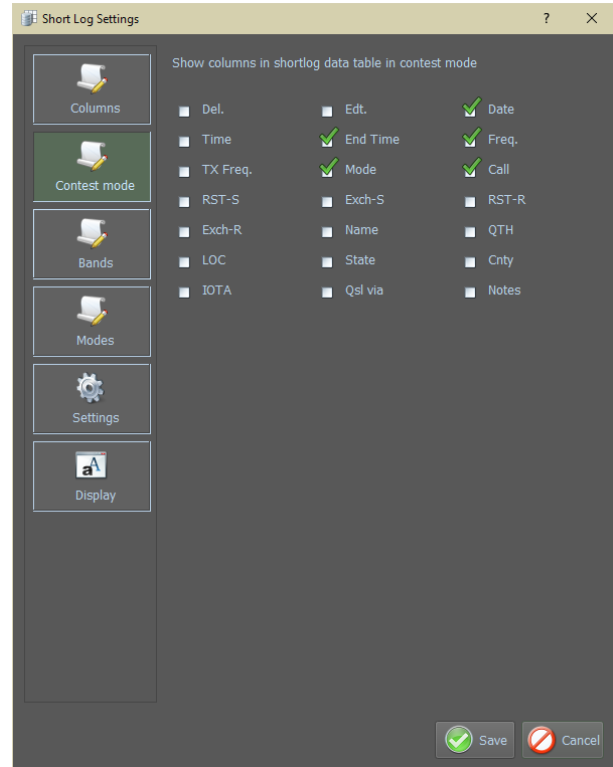 Short Log Settings ? ×
Show columns in shortlog data table in contest mode
Columns
Contest mode
Bands
Modes
Settings
aA
Display
Del. Edt. Date
Time End Time Freq.
TX Freq. Mode Call
RST-S Exch-S RST-R
Exch-R Name QTH
LOC State Cnty
IOTA Qsl via Notes
Save Cancel